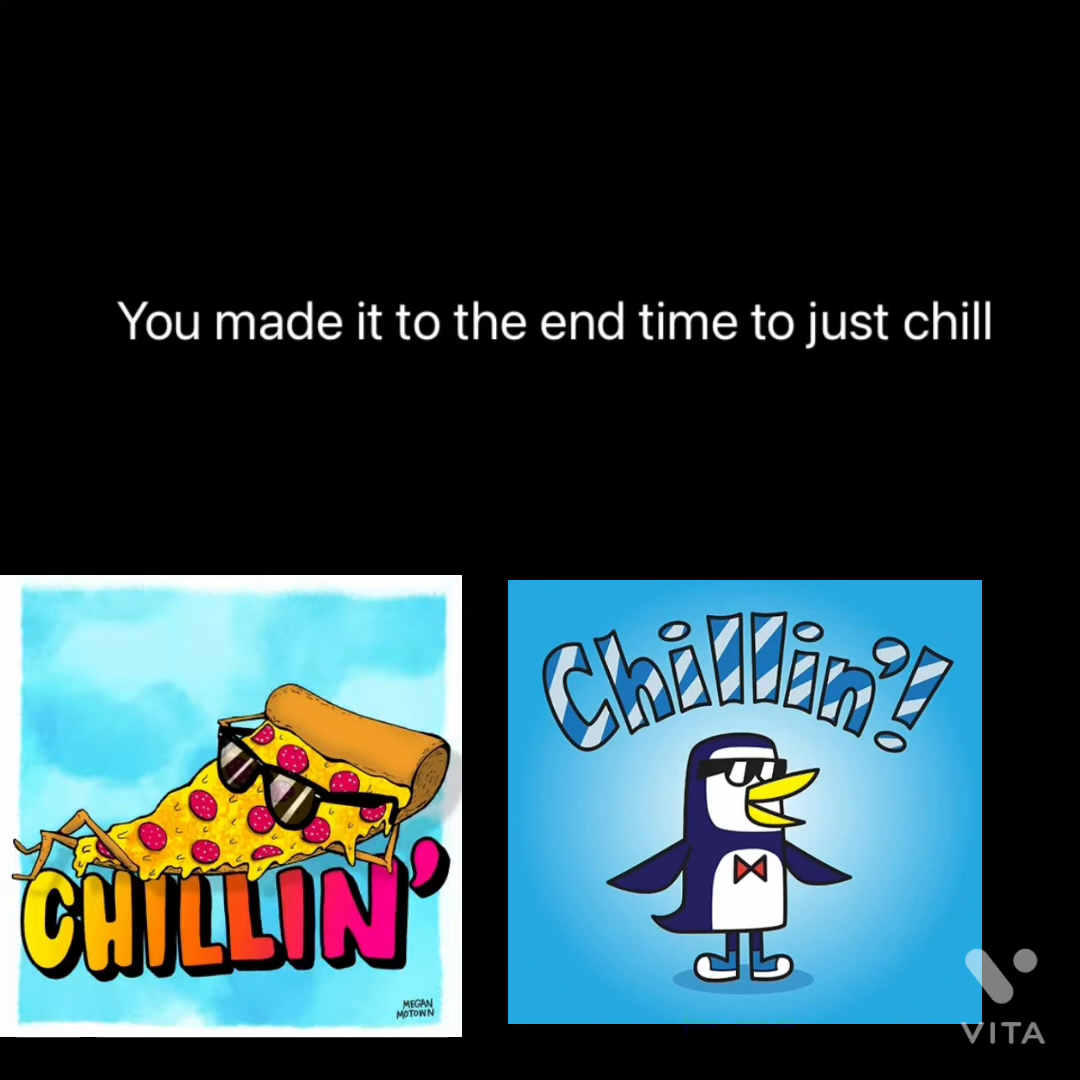 You made it to the end time to just chill
CHILLIN'
MEGAN
MOTOWN
Chillin'!
VITA